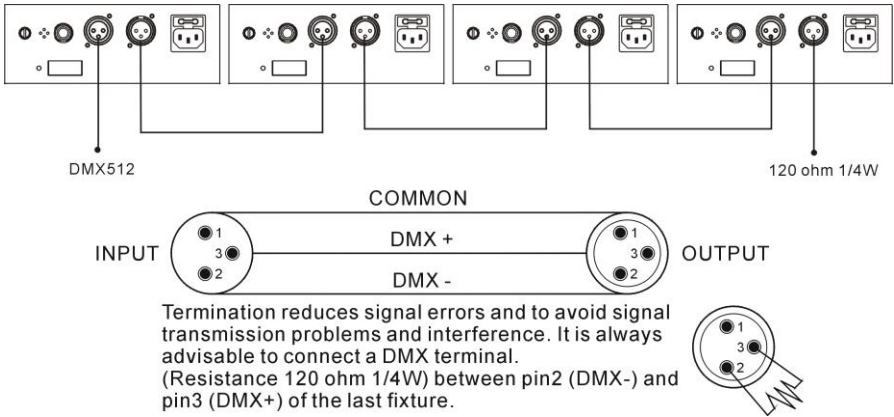 DMX512
120 ohm 1/4W
COMMON
INPUT
1
3
2
DMX +
DMX -
1
3
2
OUTPUT
Termination reduces signal errors and to avoid signal
transmission problems and interference. It is always
advisable to connect a DMX terminal.
(Resistance 120 ohm 1/4W) between pin2 (DMX-) and
pin3 (DMX+) of the last fixture.
1
3
2